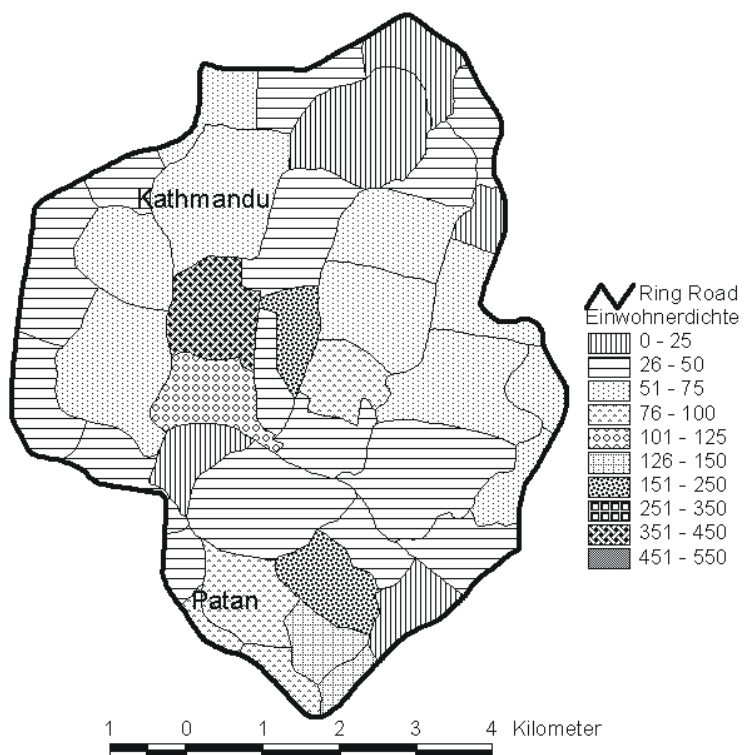 Kathmandu
Patan
Ring Road
Einwohnerdichte
0 - 25
26 - 50
51 - 75
76 - 100
101 - 125
126 - 150
151 - 250
251 - 350
351 - 450
451 - 550
1 0 1 2 3 4 Kilometer